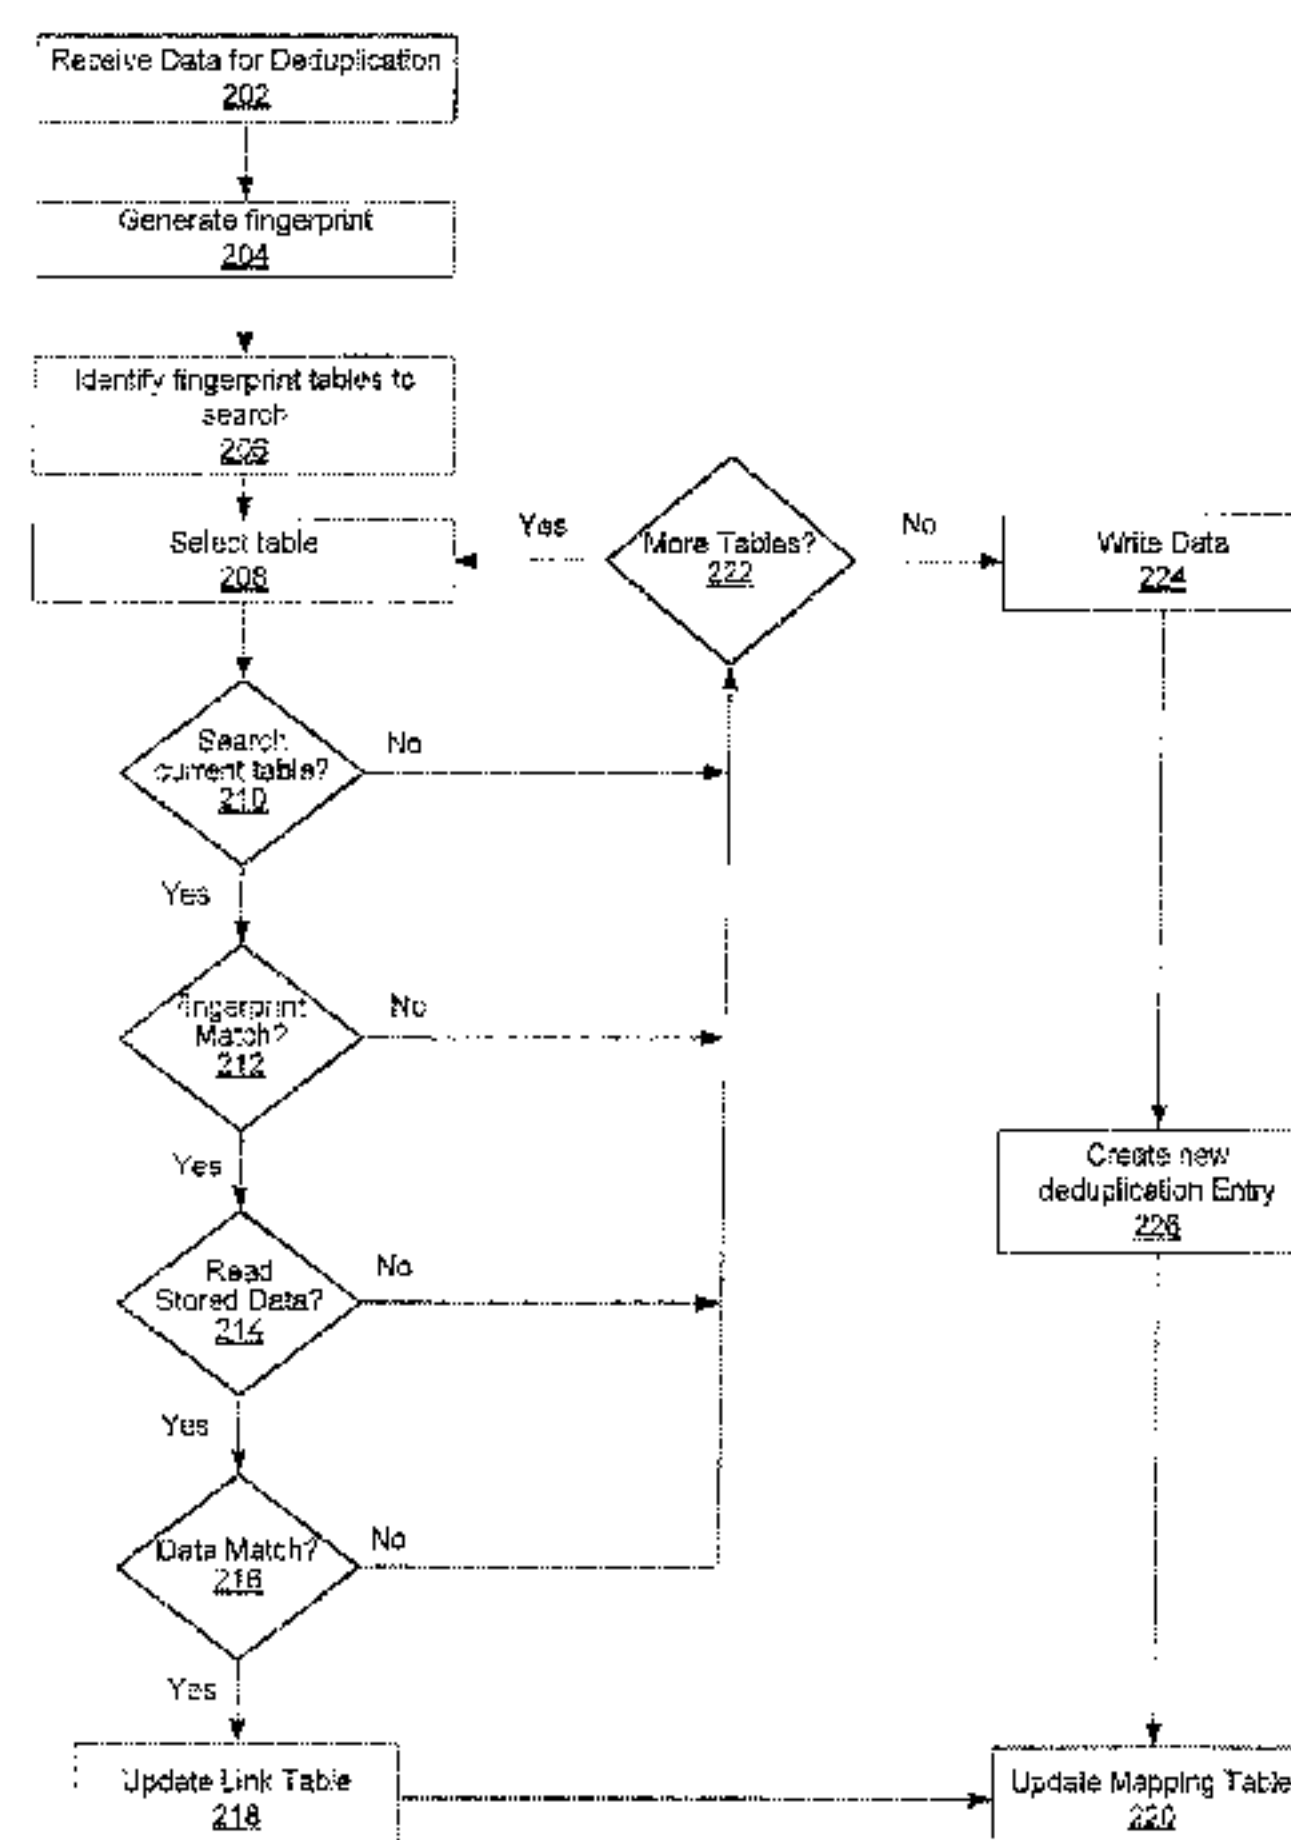 Receive Data for Deduplication
202
Generate fingerprint
204
Identify fingerprint tables to
search
206
Select table
208
Yes
More Tables?
222
No
Write Data
224
Search
current table?
210
No
Yes
fingerprint
Match?
212
No
Yes
Read
Stored Data?
214
No
Yes
Data Match?
216
No
Yes
Create new
deduplication Entry
226
Update Link Table
218
Update Mapping Table
220